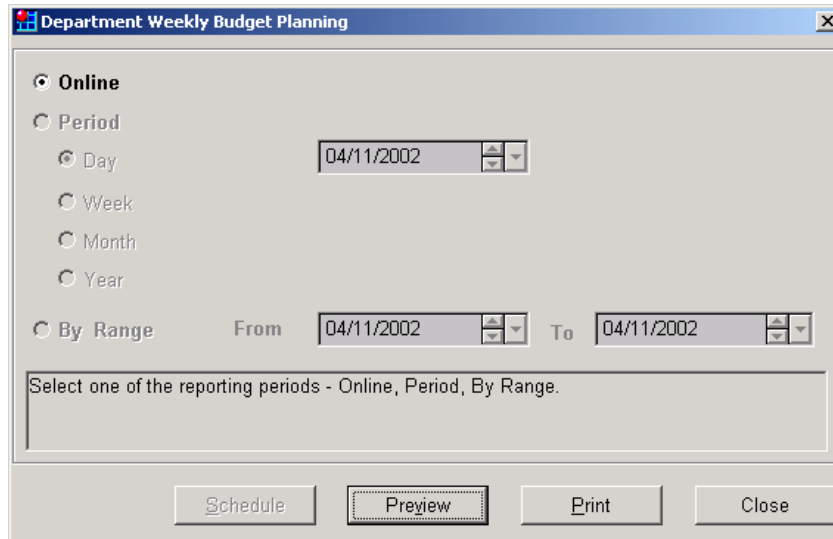 Department Weekly Budget Planning
Online
Period
Day 04/11/2002
Week
Month
Year
By Range From 04/11/2002 To 04/11/2002
Select one of the reporting periods - Online, Period, By Range.
Schedule Preview Print Close